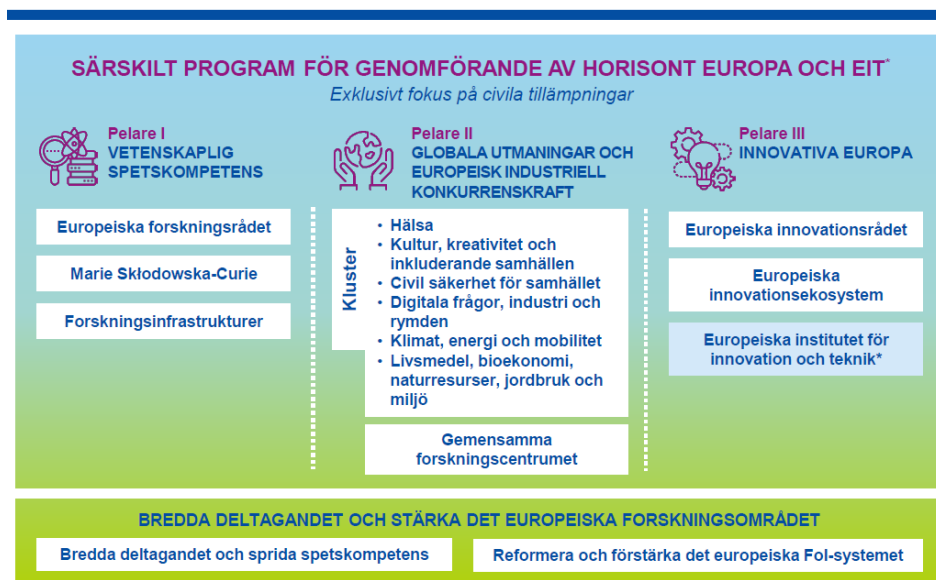 SÄRSKILT PROGRAM FÖR GENOMFÖRANDE AV HORISONT EUROPA OCH EIT*
Exklusivt fokus på civila tillämpningar
Pelare I
VETENSKAPLIG
SPETSKOMPETENS
Europeiska forskningsrådet
Marie Skłodowska-Curie
Forskningsinfrastrukturer
Pelare II
GLOBALA UTMANINGAR OCH
EUROPEISK INDUSTRIELL
KONKURRENSKRAFT
Kluster
• Hälsa
• Kultur, kreativitet och
inkluderande samhällen
• Civil säkerhet för samhället
• Digitala frågor, industri och
rymden
• Klimat, energi och mobilitet
• Livsmedel, bioekonomi,
naturresurser, jordbruk och
miljö
Gemensamma
forskningscentrumet
Pelare III
INNOVATIVA EUROPA
Europeiska innovationsrådet
Europeiska
innovationsekosystem
Europeiska institutet för
innovation och teknik*
BREDDA DELTAGANDET OCH STÄRKA DET EUROPEISKA FORSKNINGSOMRÅDET
Bredda deltagandet och sprida spetskompetens
Reformera och förstärka det europeiska FoI-systemet